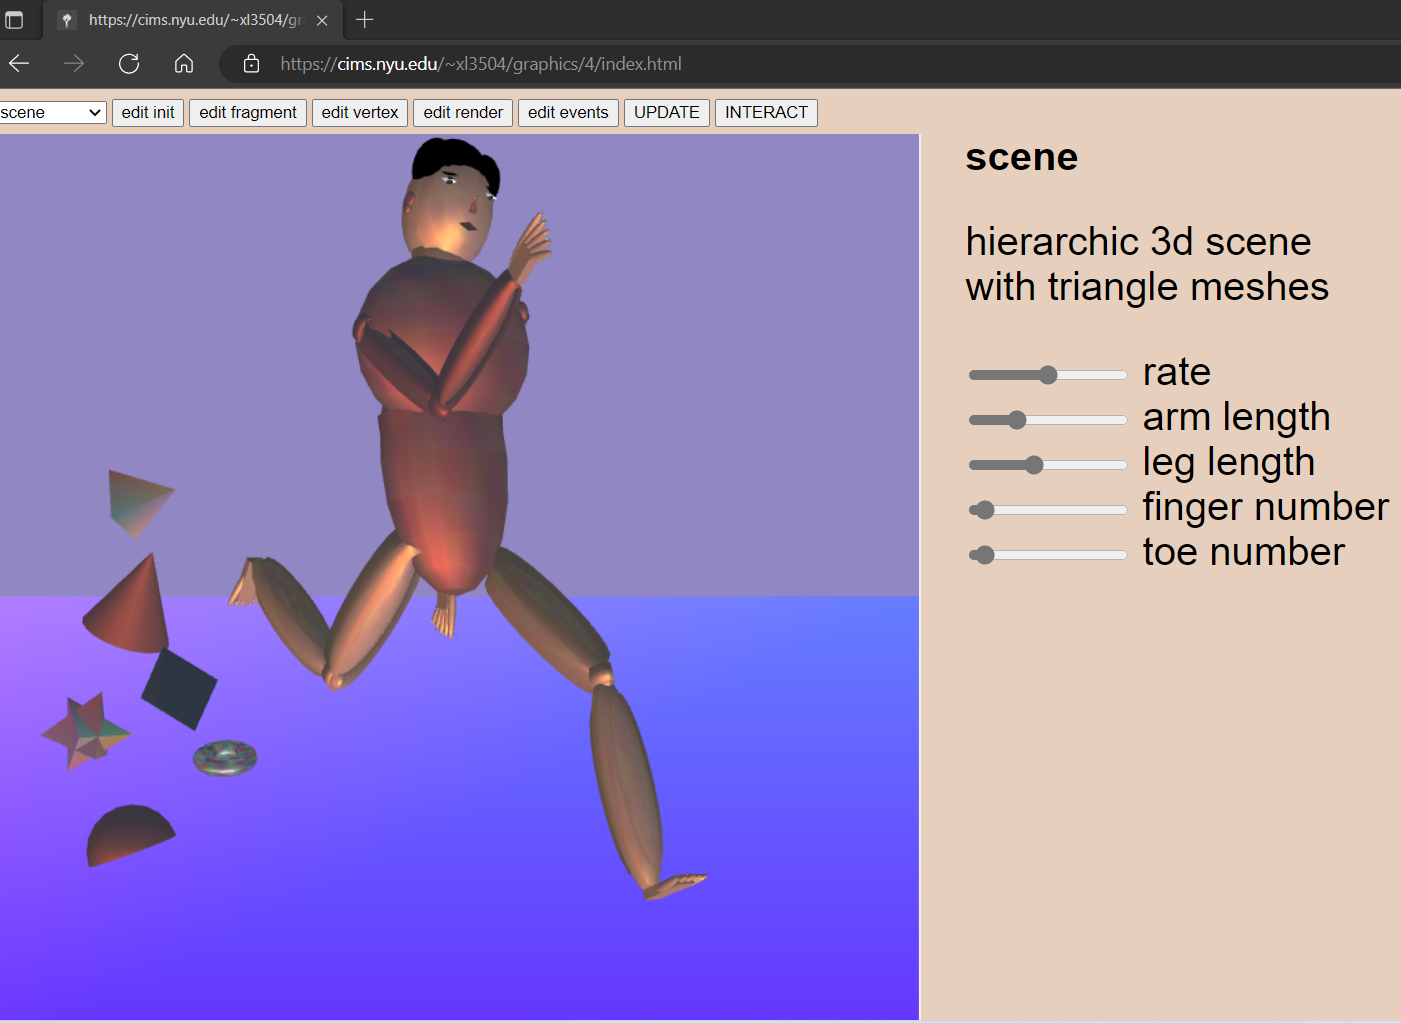 https://cims.nyu.edu/~xl3504/gra
https://cims.nyu.edu/~xl3504/graphics/4/index.html
scene edit init edit fragment edit vertex edit render edit events UPDATE INTERACT
scene
hierarchic 3d scene
with triangle meshes
rate
arm length
leg length
finger number
toe number